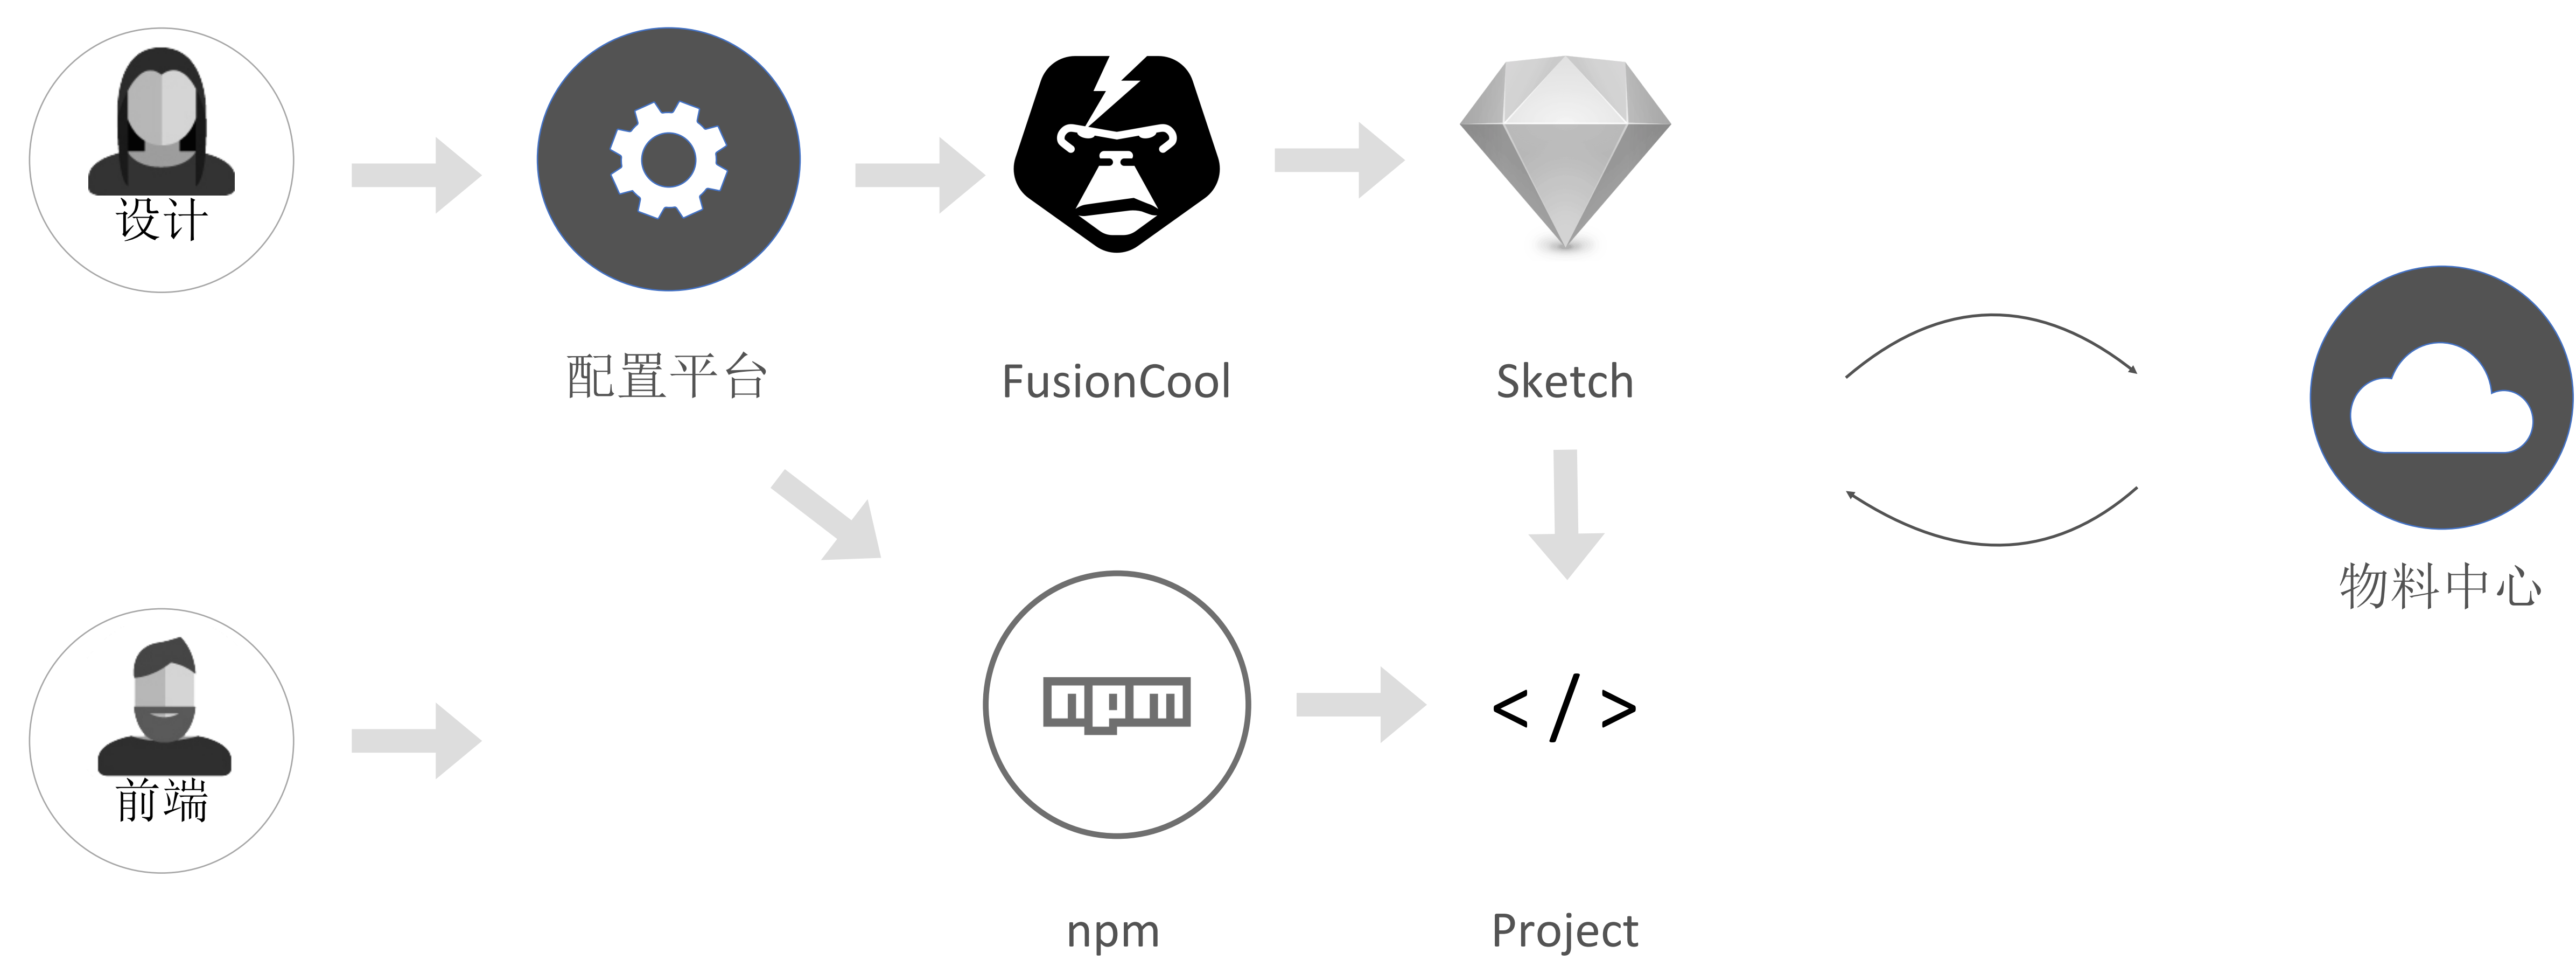 设计
配置平台
FusionCool
Sketch
物料中心
前端
npm
</>
npm
Project